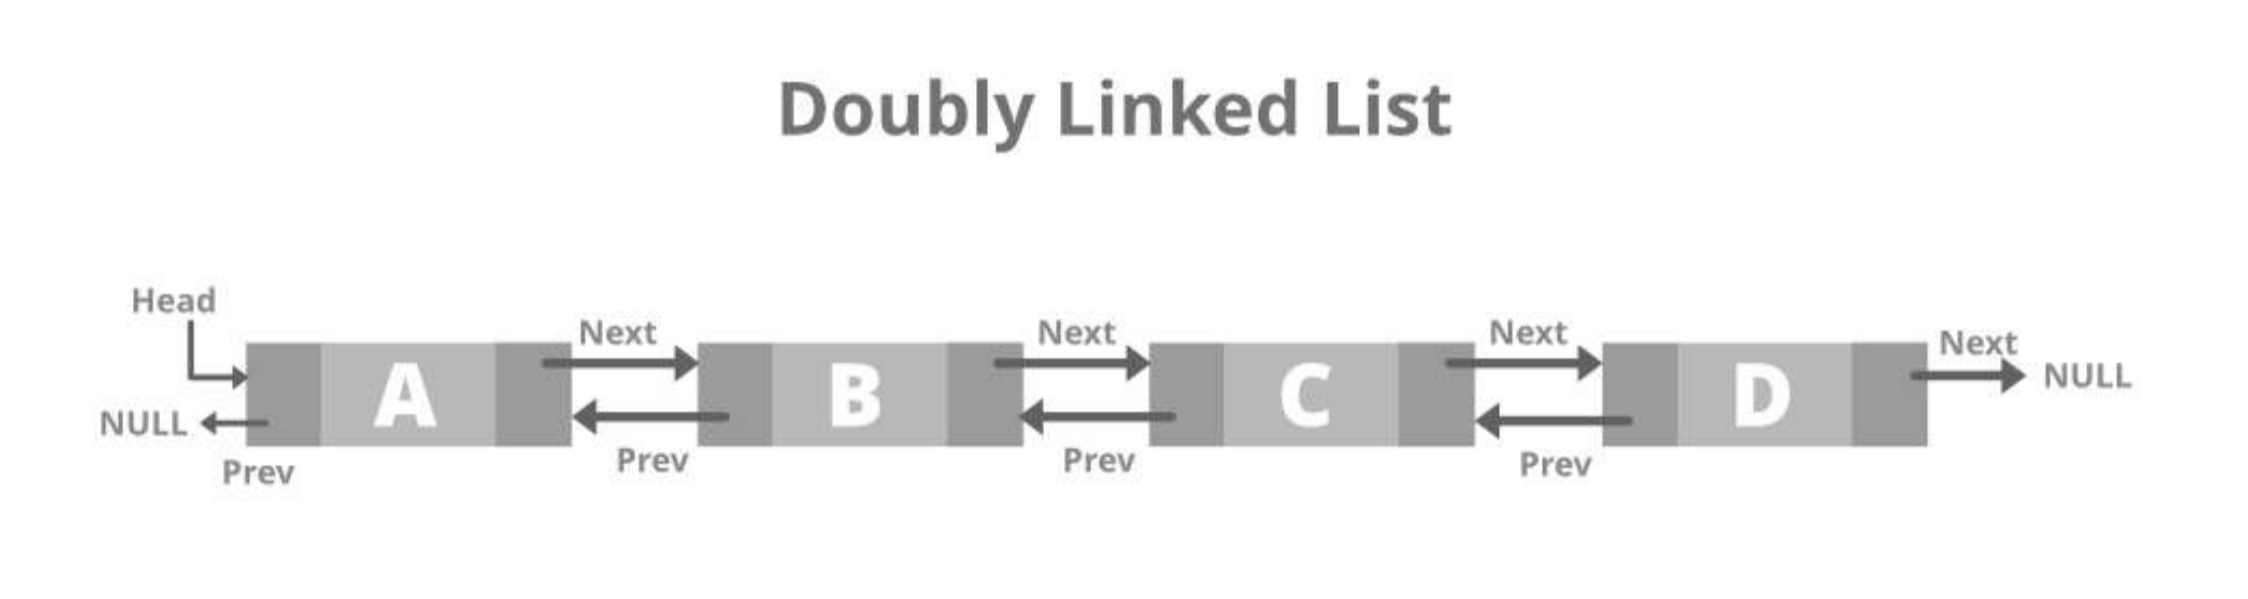 Doubly Linked List
Head
Next
Next
Next
Next
A
B
C
D
NULL
NULL
Prev
Prev
Prev
Prev